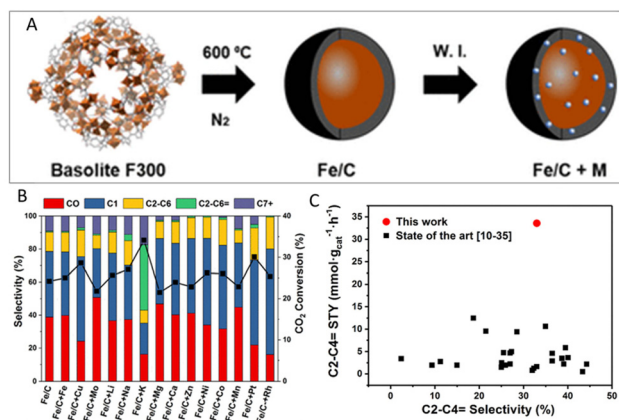 A
600 ºC
N₂
W. I.
Basolite F300
Fe/C
Fe/C + M
B
CO
C1
C2-C6
C2-C6=
C7+
Selectivity (%)
100
80
60
40
20
0
CO₂ Conversion (%)
40
30
20
10
0
Fe/C
Fe/C+Fe
Fe/C+Cu
Fe/C+Mo
Fe/C+Li
Fe/C+Na
Fe/C+K
Fe/C+Mg
Fe/C+Ca
Fe/C+Zn
Fe/C+Ni
Fe/C+Co
Fe/C+Mn
Fe/C+Pt
Fe/C+Rh
C
This work
State of the art [10-35]
C2-C4= STY (mmol·gcat⁻¹·h⁻¹)
35
30
25
20
15
10
5
0
0
10
20
30
40
50
C2-C4= Selectivity (%)